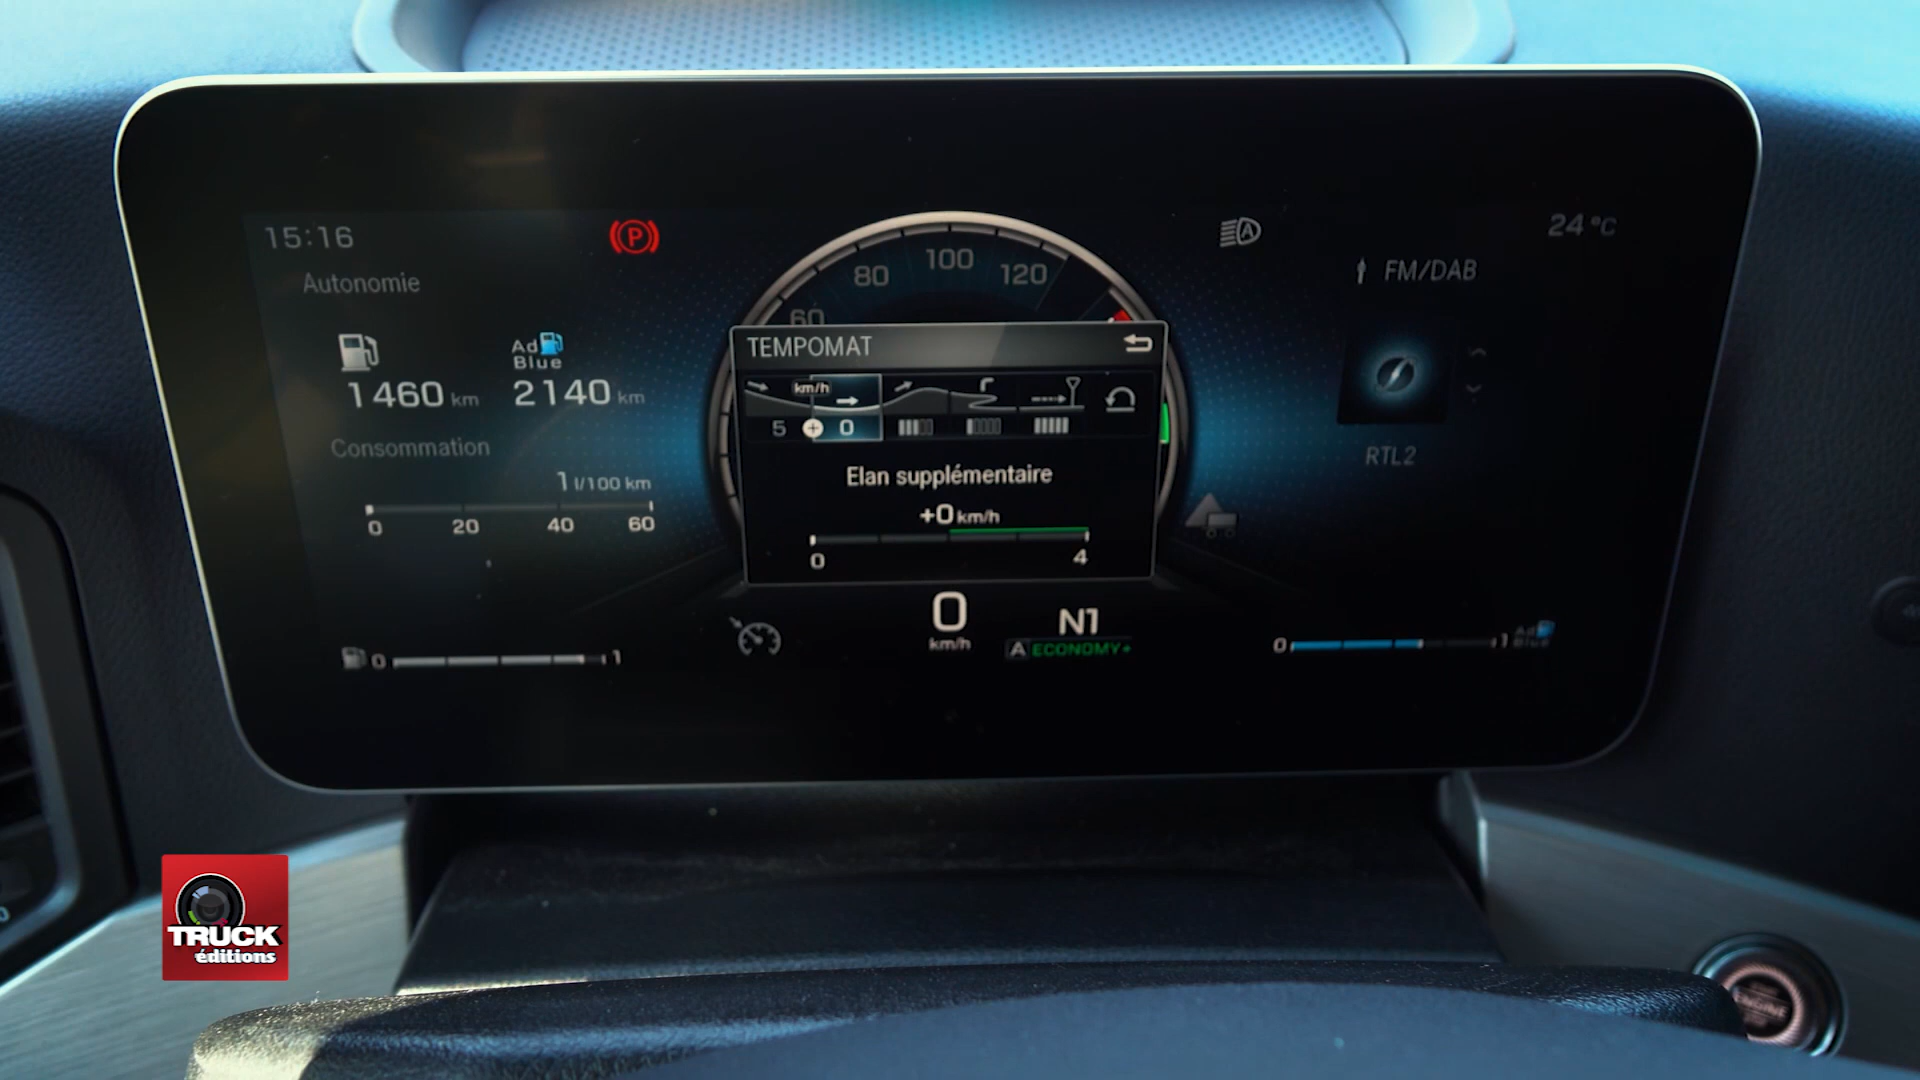 15:16
24 °C
Autonomie
Ad
Blue
1460 km
2140 km
Consommation
1 l/100 km
0 20 40 60
60 80 100 120
TEMPOMAT
km/h
5 0
Elan supplémentaire
+0 km/h
0 4
FM/DAB
RTL2
0 1
0
km/h
N1
A ECONOMY+
0 1
TRUCK
éditions